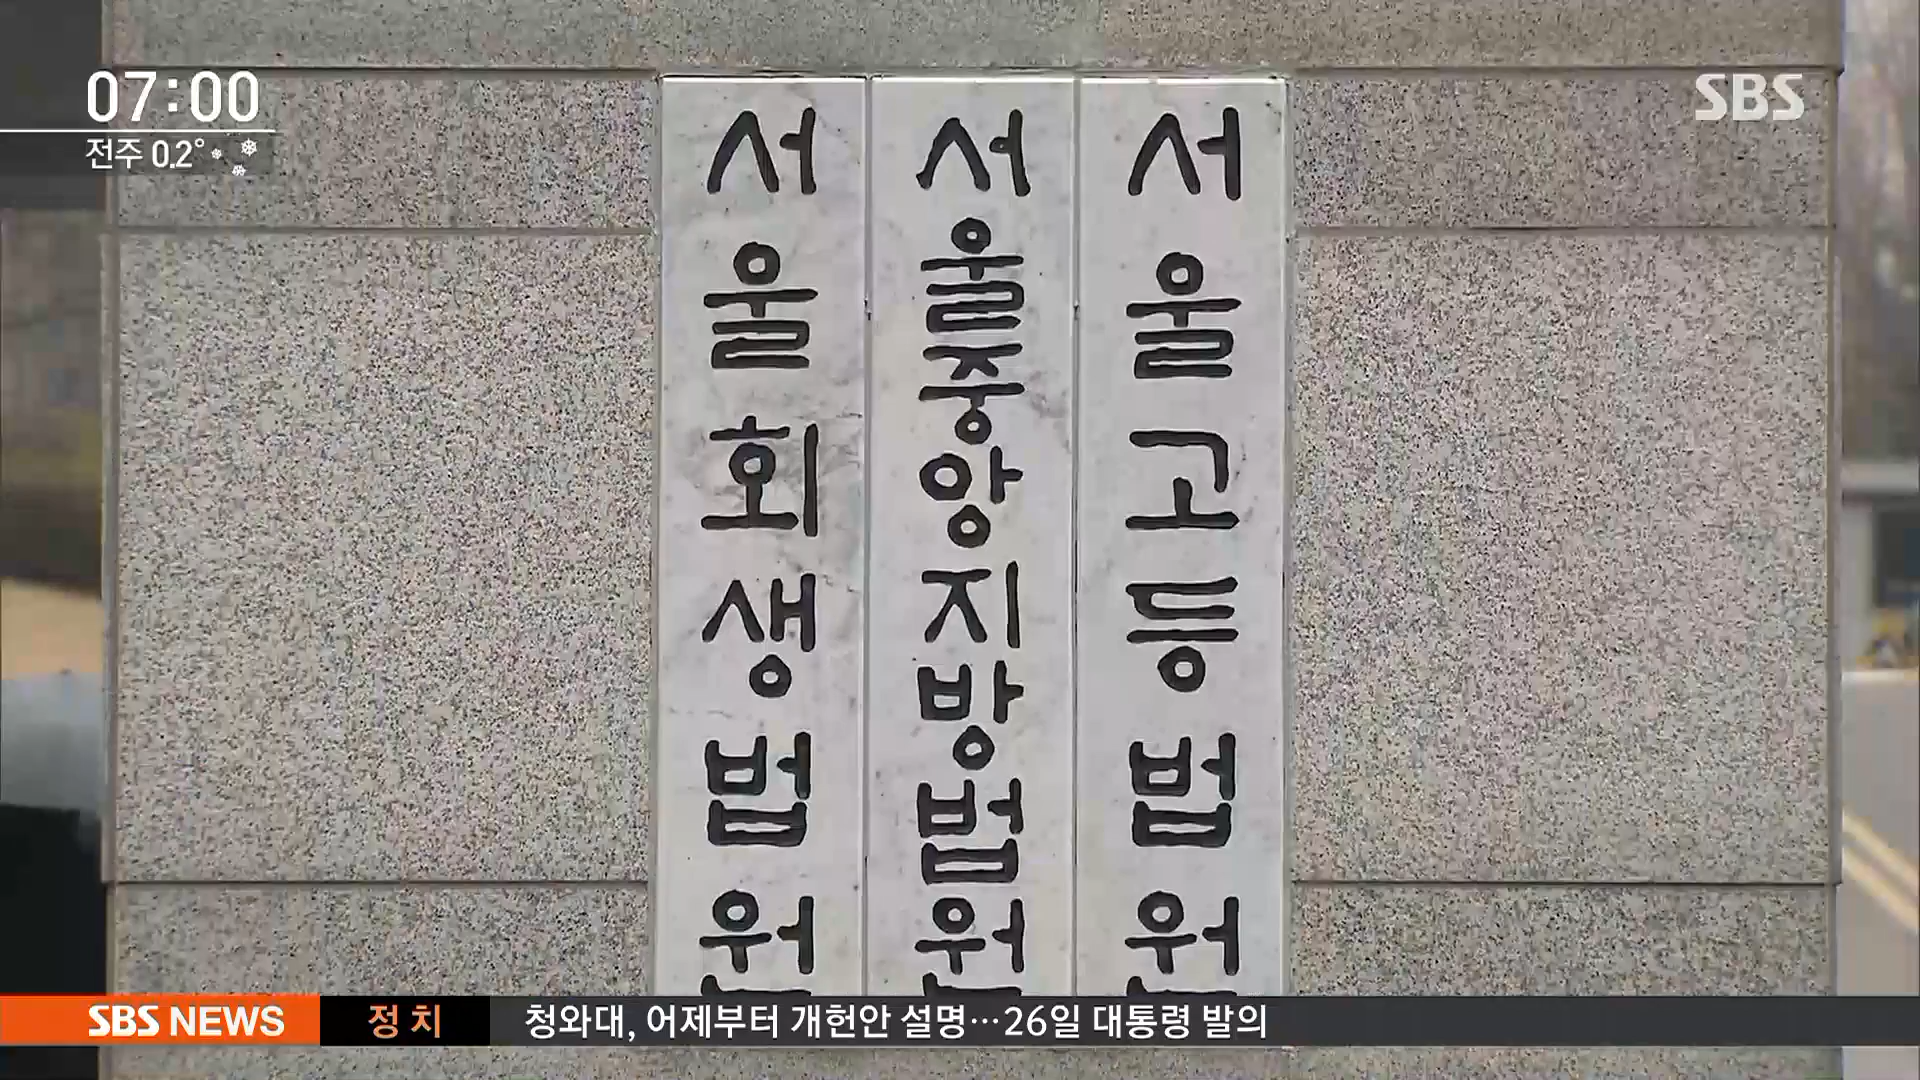 07:00
전주 0.2°
SBS
서울회생법원
서울중앙지방법원
서울고등법원
SBS NEWS
정치
청와대, 어제부터 개헌안 설명…26일 대통령 발의